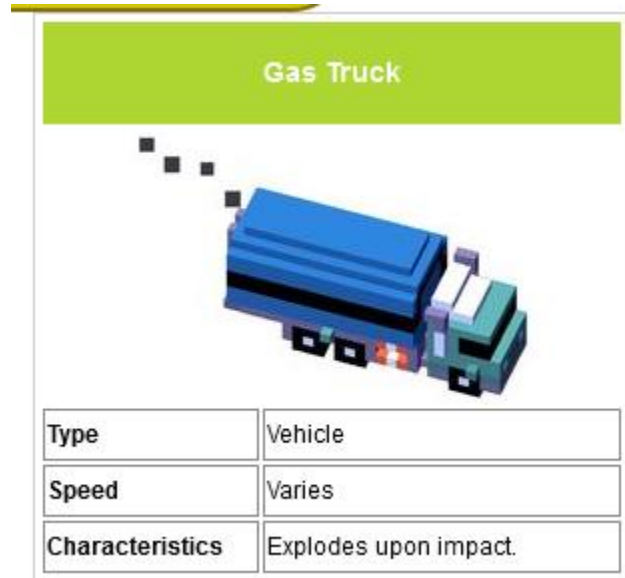 Gas Truck
Type Vehicle
Speed Varies
Characteristics Explodes upon impact.